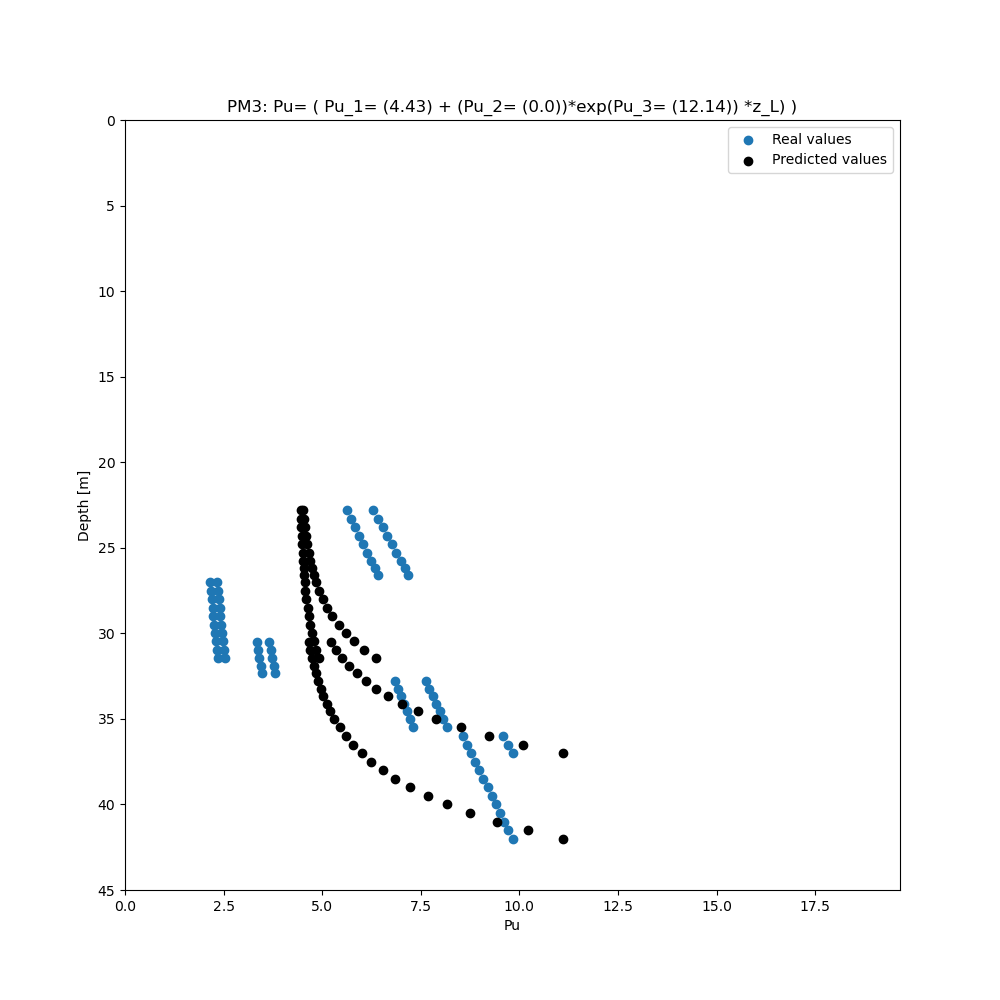 PM3: Pu= ( Pu_1= (4.43) + (Pu_2= (0.0))*exp(Pu_3= (12.14)) *z_L) )
Real values
Predicted values
0
5
10
15
20
25
30
35
40
45
Depth [m]
0.0 2.5 5.0 7.5 10.0 12.5 15.0 17.5
Pu